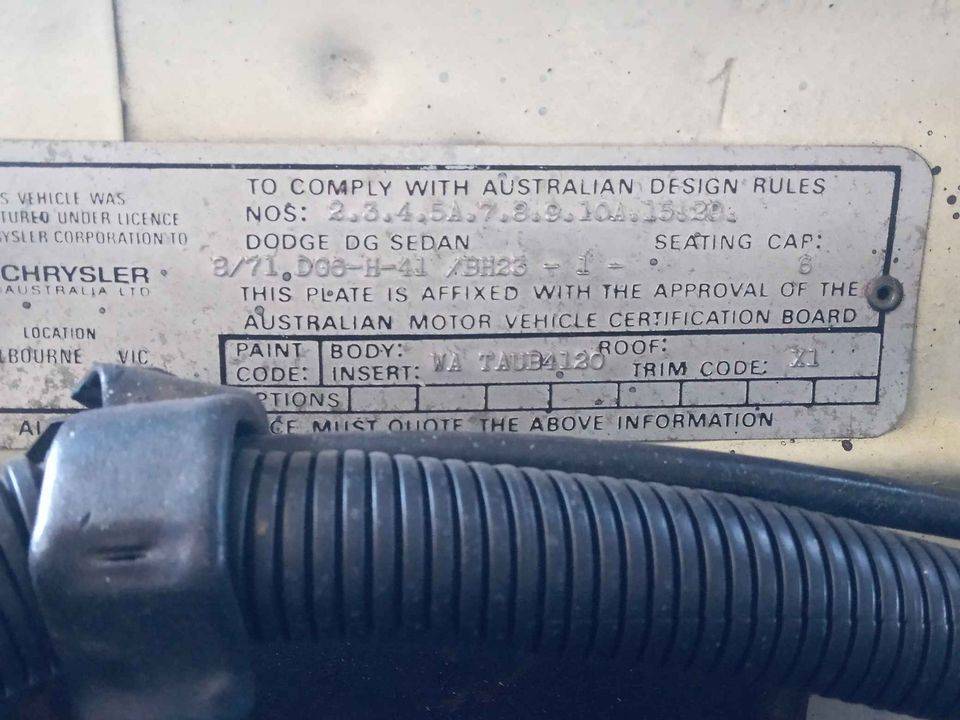 S VEHICLE WAS
TURED UNDER LICENCE
YSLER CORPORATION TO
CHRYSLER
AUSTRALIA LTD
LOCATION
LBOURNE VIC
TO COMPLY WITH AUSTRALIAN DESIGN RULES
NOS: 2.3.4.5A.7.8.9.10A.15.20.
DODGE DG SEDAN SEATING CAP:
8/71 DG6-H-41 /BH23 - 1 - 6
THIS PLATE IS AFFIXED WITH THE APPROVAL OF THE
AUSTRALIAN MOTOR VEHICLE CERTIFICATION BOARD
PAINT CODE: BODY: ROOF:
INSERT: WA TAUB4120 TRIM CODE: X1
PTIONS
AL CE MUST QUOTE THE ABOVE INFORMATION
1